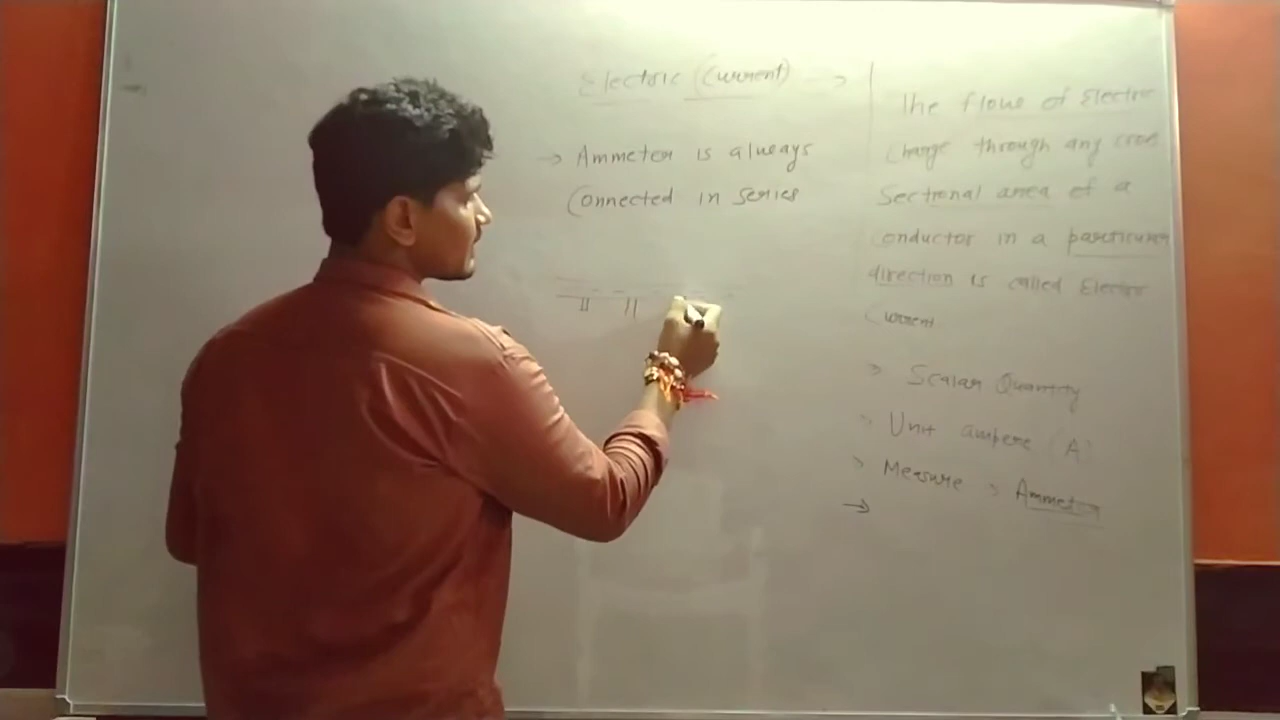 Electric (Current) →
→ Ammeter is always
Connected in series
The flow of Electric
Charge through any cros
Sectional area of a
conductor in a particular
direction is called Electric
Current
→ Scalar Quantity
→ Unit ampere (A)
→ Measure → Ammeter
→